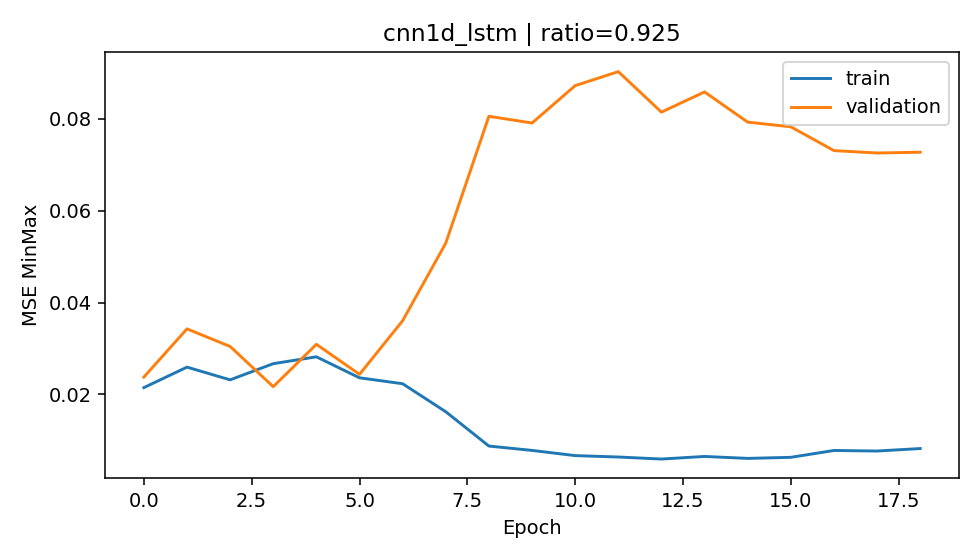 cnn1d_lstm | ratio=0.925
train
validation
MSE MinMax
0.08
0.06
0.04
0.02
0.0 2.5 5.0 7.5 10.0 12.5 15.0 17.5
Epoch